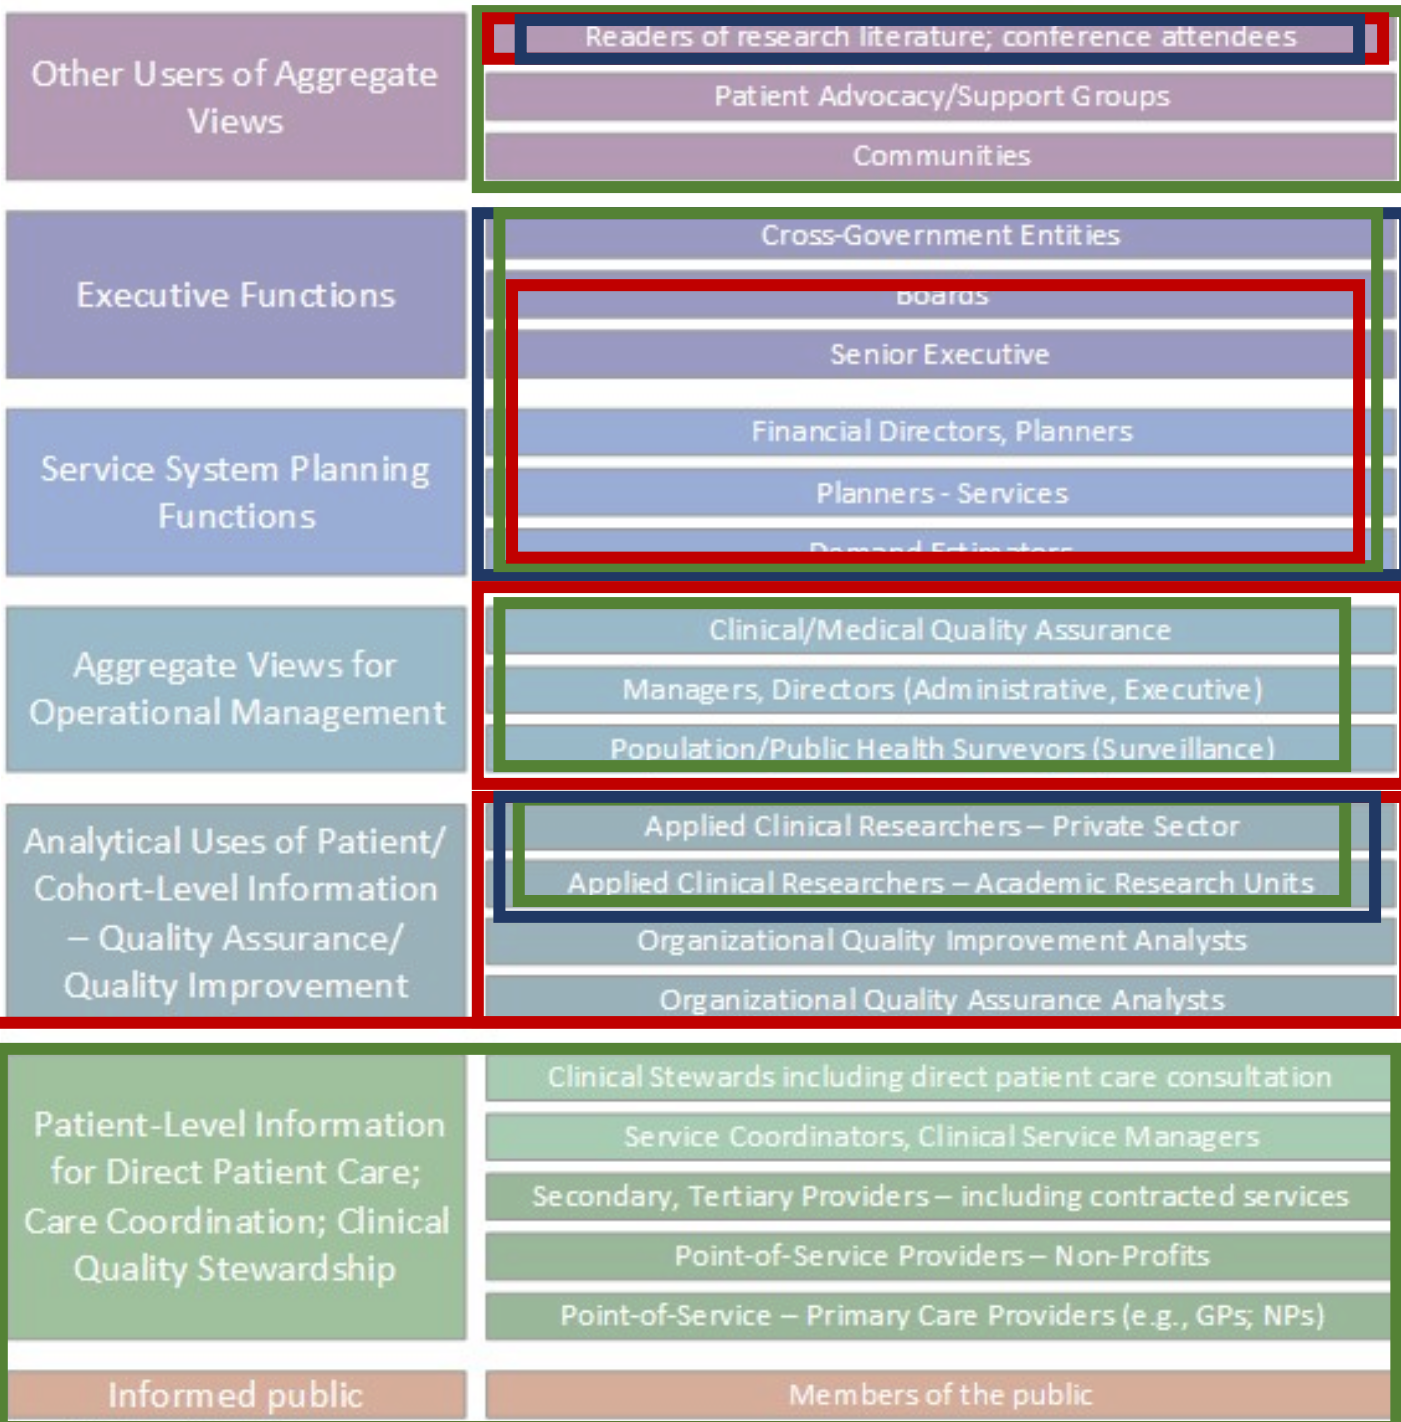 Other Users of Aggregate
Views
Readers of research literature; conference attendees
Patient Advocacy/Support Groups
Communities
Executive Functions
Cross-Government Entities
Boards
Senior Executive
Service System Planning
Functions
Financial Directors, Planners
Planners - Services
Demand Estimators
Aggregate Views for
Operational Management
Clinical/Medical Quality Assurance
Managers, Directors (Administrative, Executive)
Population/Public Health Surveyors (Surveillance)
Analytical Uses of Patient/
Cohort-Level Information
– Quality Assurance/
Quality Improvement
Applied Clinical Researchers – Private Sector
Applied Clinical Researchers – Academic Research Units
Organizational Quality Improvement Analysts
Organizational Quality Assurance Analysts
Patient-Level Information
for Direct Patient Care;
Care Coordination; Clinical
Quality Stewardship
Clinical Stewards including direct patient care consultation
Service Coordinators, Clinical Service Managers
Secondary, Tertiary Providers – including contracted services
Point-of-Service Providers – Non-Profits
Point-of-Service – Primary Care Providers (e.g., GPs; NPs)
Informed public
Members of the public